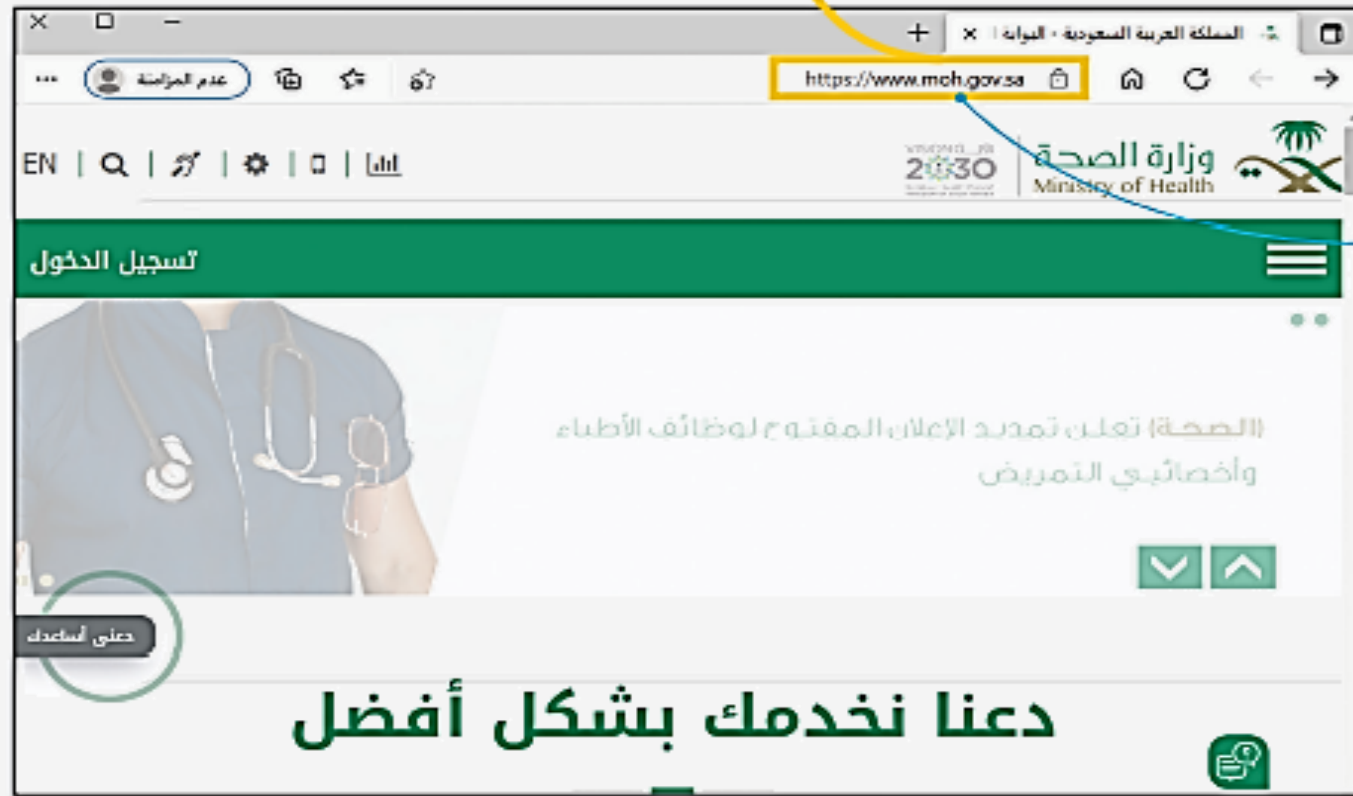 المملكة العربية السعودية - البوابة ا
https://www.moh.gov.sa
عدم المزامنة
وزارة الصحة
Ministry of Health
2030
EN
تسجيل الدخول
(الصحة) تعلن تمديد الإعلان المفتوح لوظائف الأطباء
وأخصائيي التمريض
دعني أساعدك
دعنا نخدمك بشكل أفضل